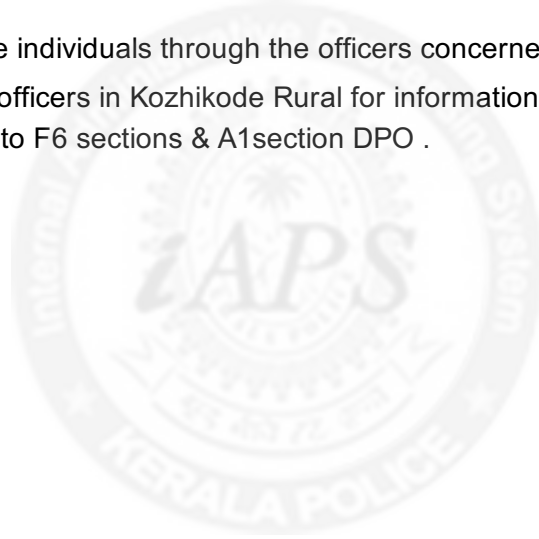 e individuals through the officers concerne
officers in Kozhikode Rural for information
to F6 sections & A1section DPO .
iAPS
KERALA POLICE